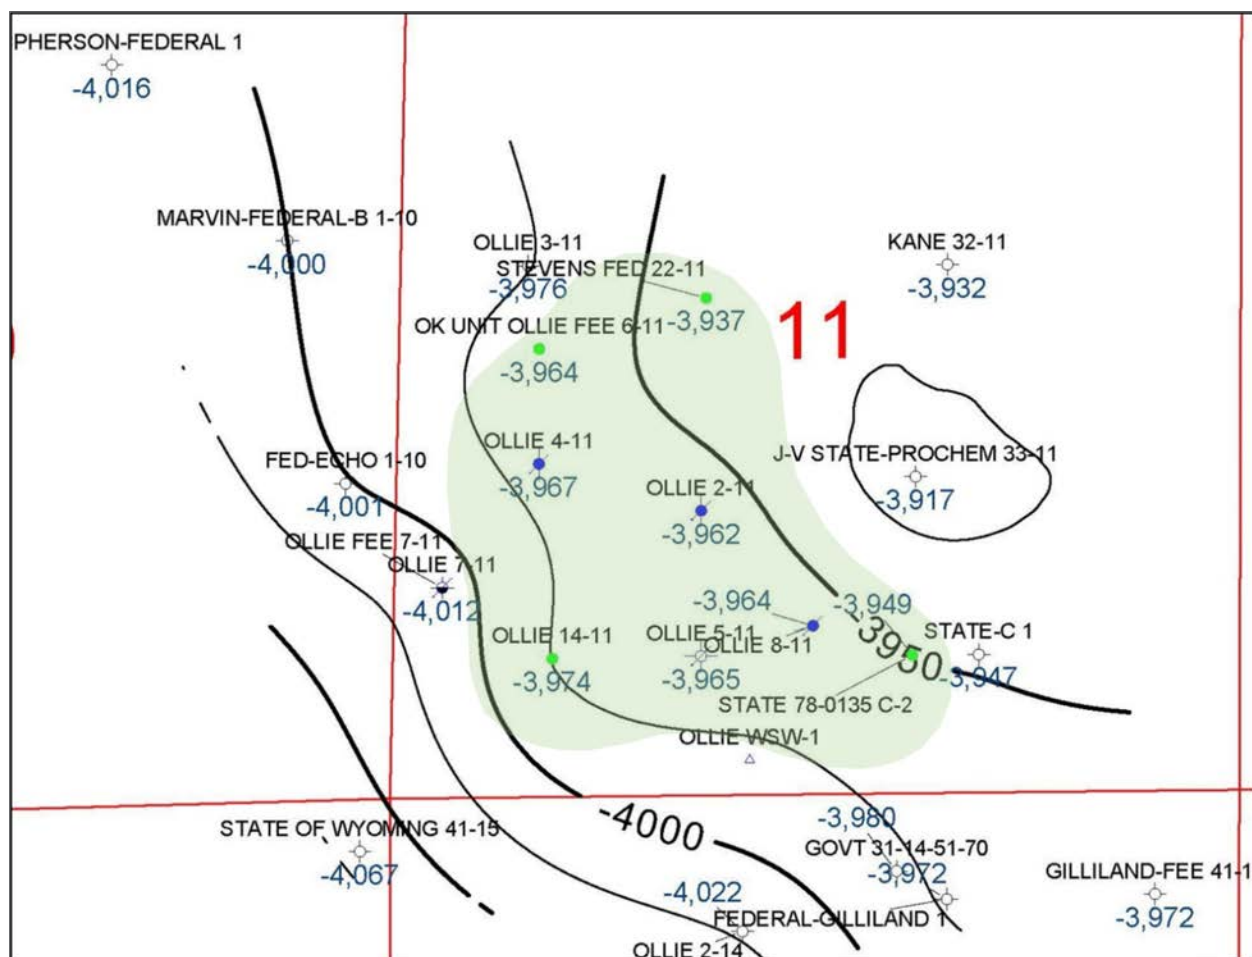 PHERSON-FEDERAL 1
-4,016
MARVIN-FEDERAL-B 1-10
-4,000
OLLIE 3-11
-3,976
STEVENS FED 22-11
-3,937
KANE 32-11
-3,932
11
OK UNIT OLLIE FEE 6-11
-3,964
OLLIE 4-11
-3,967
FED-ECHO 1-10
-4,001
J-V STATE-PROCHEM 33-11
-3,917
OLLIE 2-11
-3,962
OLLIE FEE 7-11
OLLIE 7-11
-4,012
-3,964
-3,949
OLLIE 14-11
-3,974
OLLIE 5-11
OLLIE 8-11
-3,965
-3950
STATE-C 1
-3,947
STATE 78-0135 C-2
OLLIE WSW-1
-4000
STATE OF WYOMING 41-15
-4,067
-3,980
GOVT 31-14-51-70
-3,972
GILLILAND-FEE 41-1
-3,972
-4,022
FEDERAL-GILLILAND 1
OLLIE 2-14